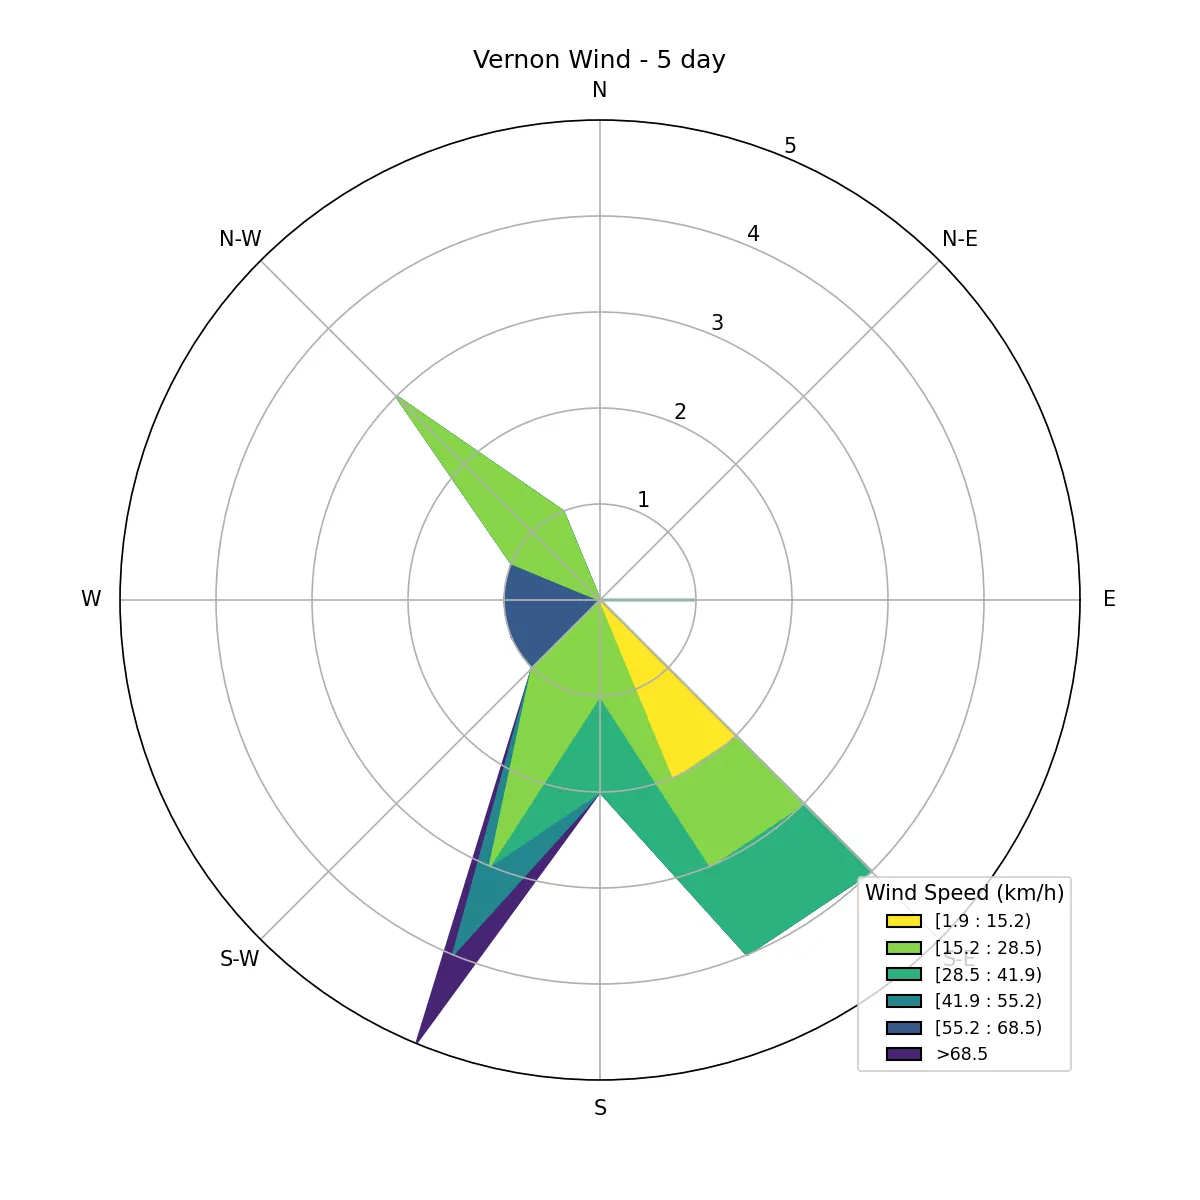 Vernon Wind - 5 day
N
5
N-W
N-E
4
3
2
1
W
E
Wind Speed (km/h)
[1.9 : 15.2)
[15.2 : 28.5)
S-W
S-E
[28.5 : 41.9)
[41.9 : 55.2)
[55.2 : 68.5)
>68.5
S